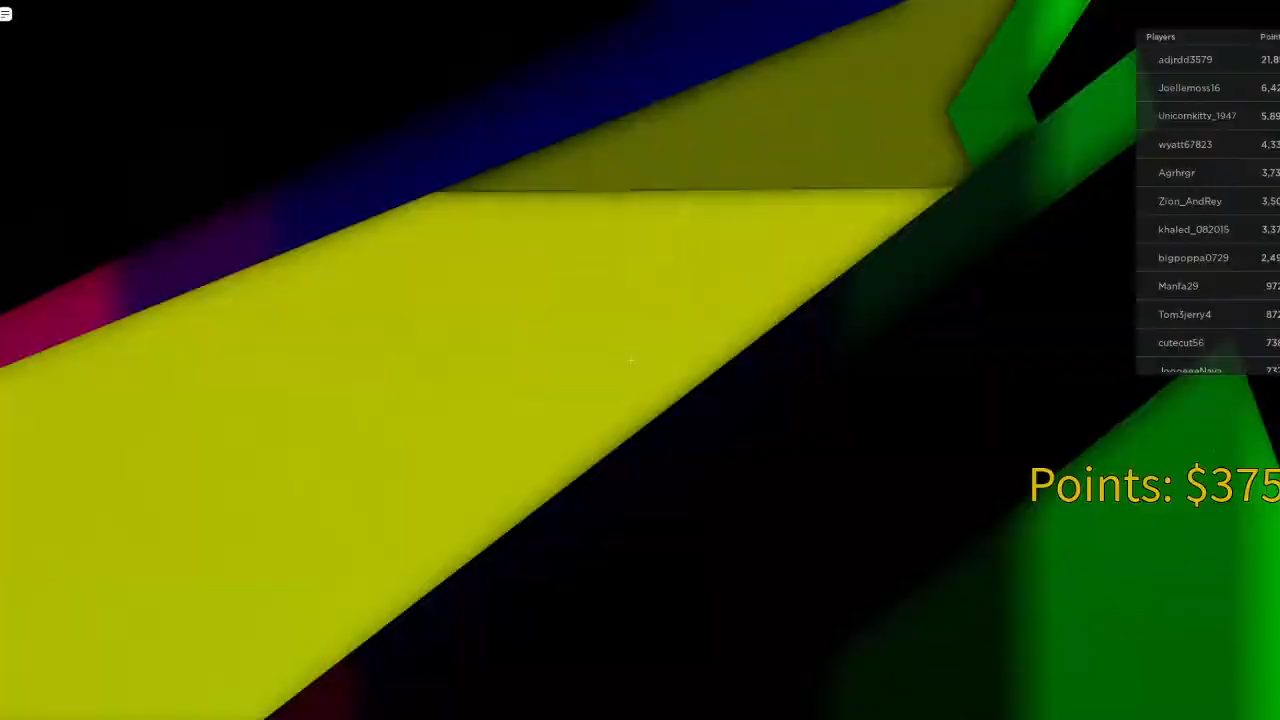 Players Point
adjrdd3579 21,8
Joellemoss16 6,42
Unicornkitty_1947 5,89
wyatt67823 4,33
Agrhrgr 3,73
Zion_AndRey 3,50
khaled_082015 3,37
bigpoppa0729 2,49
Manfa29 972
Tom3jerry4 872
cutecut56 738
Points: $375